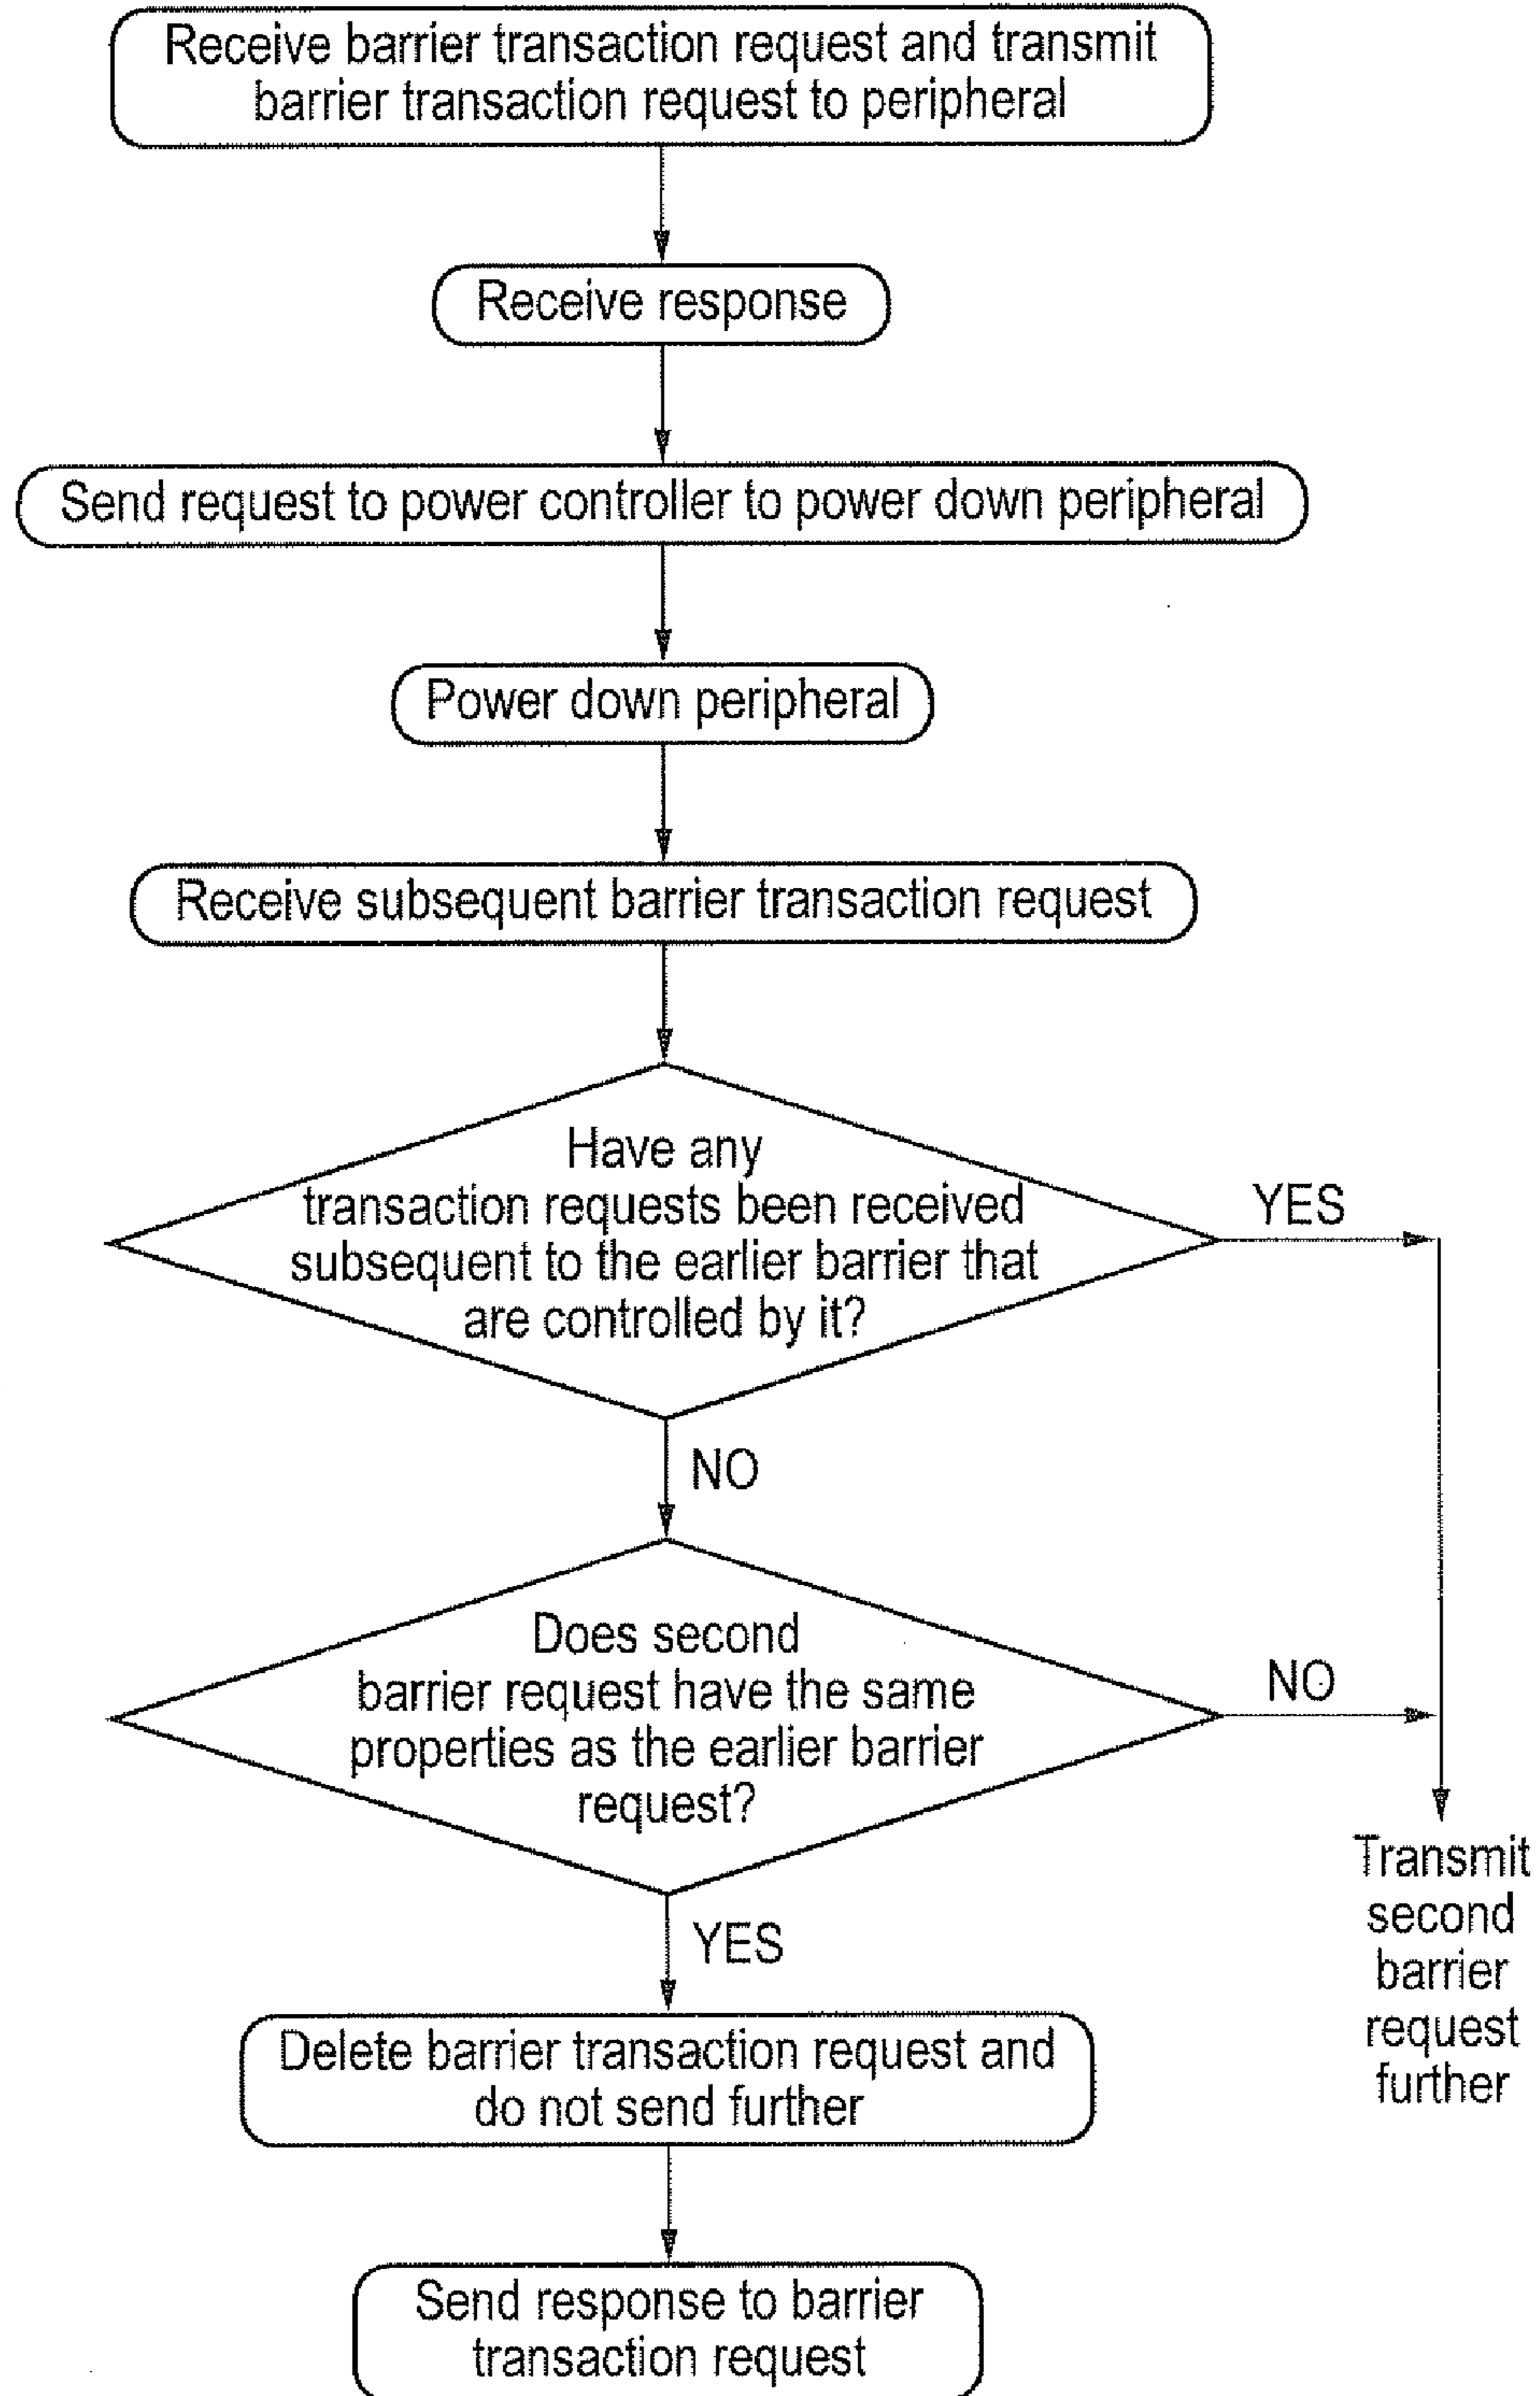 Receive barrier transaction request and transmit
barrier transaction request to peripheral
Receive response
Send request to power controller to power down peripheral
Power down peripheral
Receive subsequent barrier transaction request
Have any
transaction requests been received
subsequent to the earlier barrier that
are controlled by it?
YES
NO
Does second
barrier request have the same
properties as the earlier barrier
request?
NO
YES
Transmit
second
barrier
request
further
Delete barrier transaction request and
do not send further
Send response to barrier
transaction request